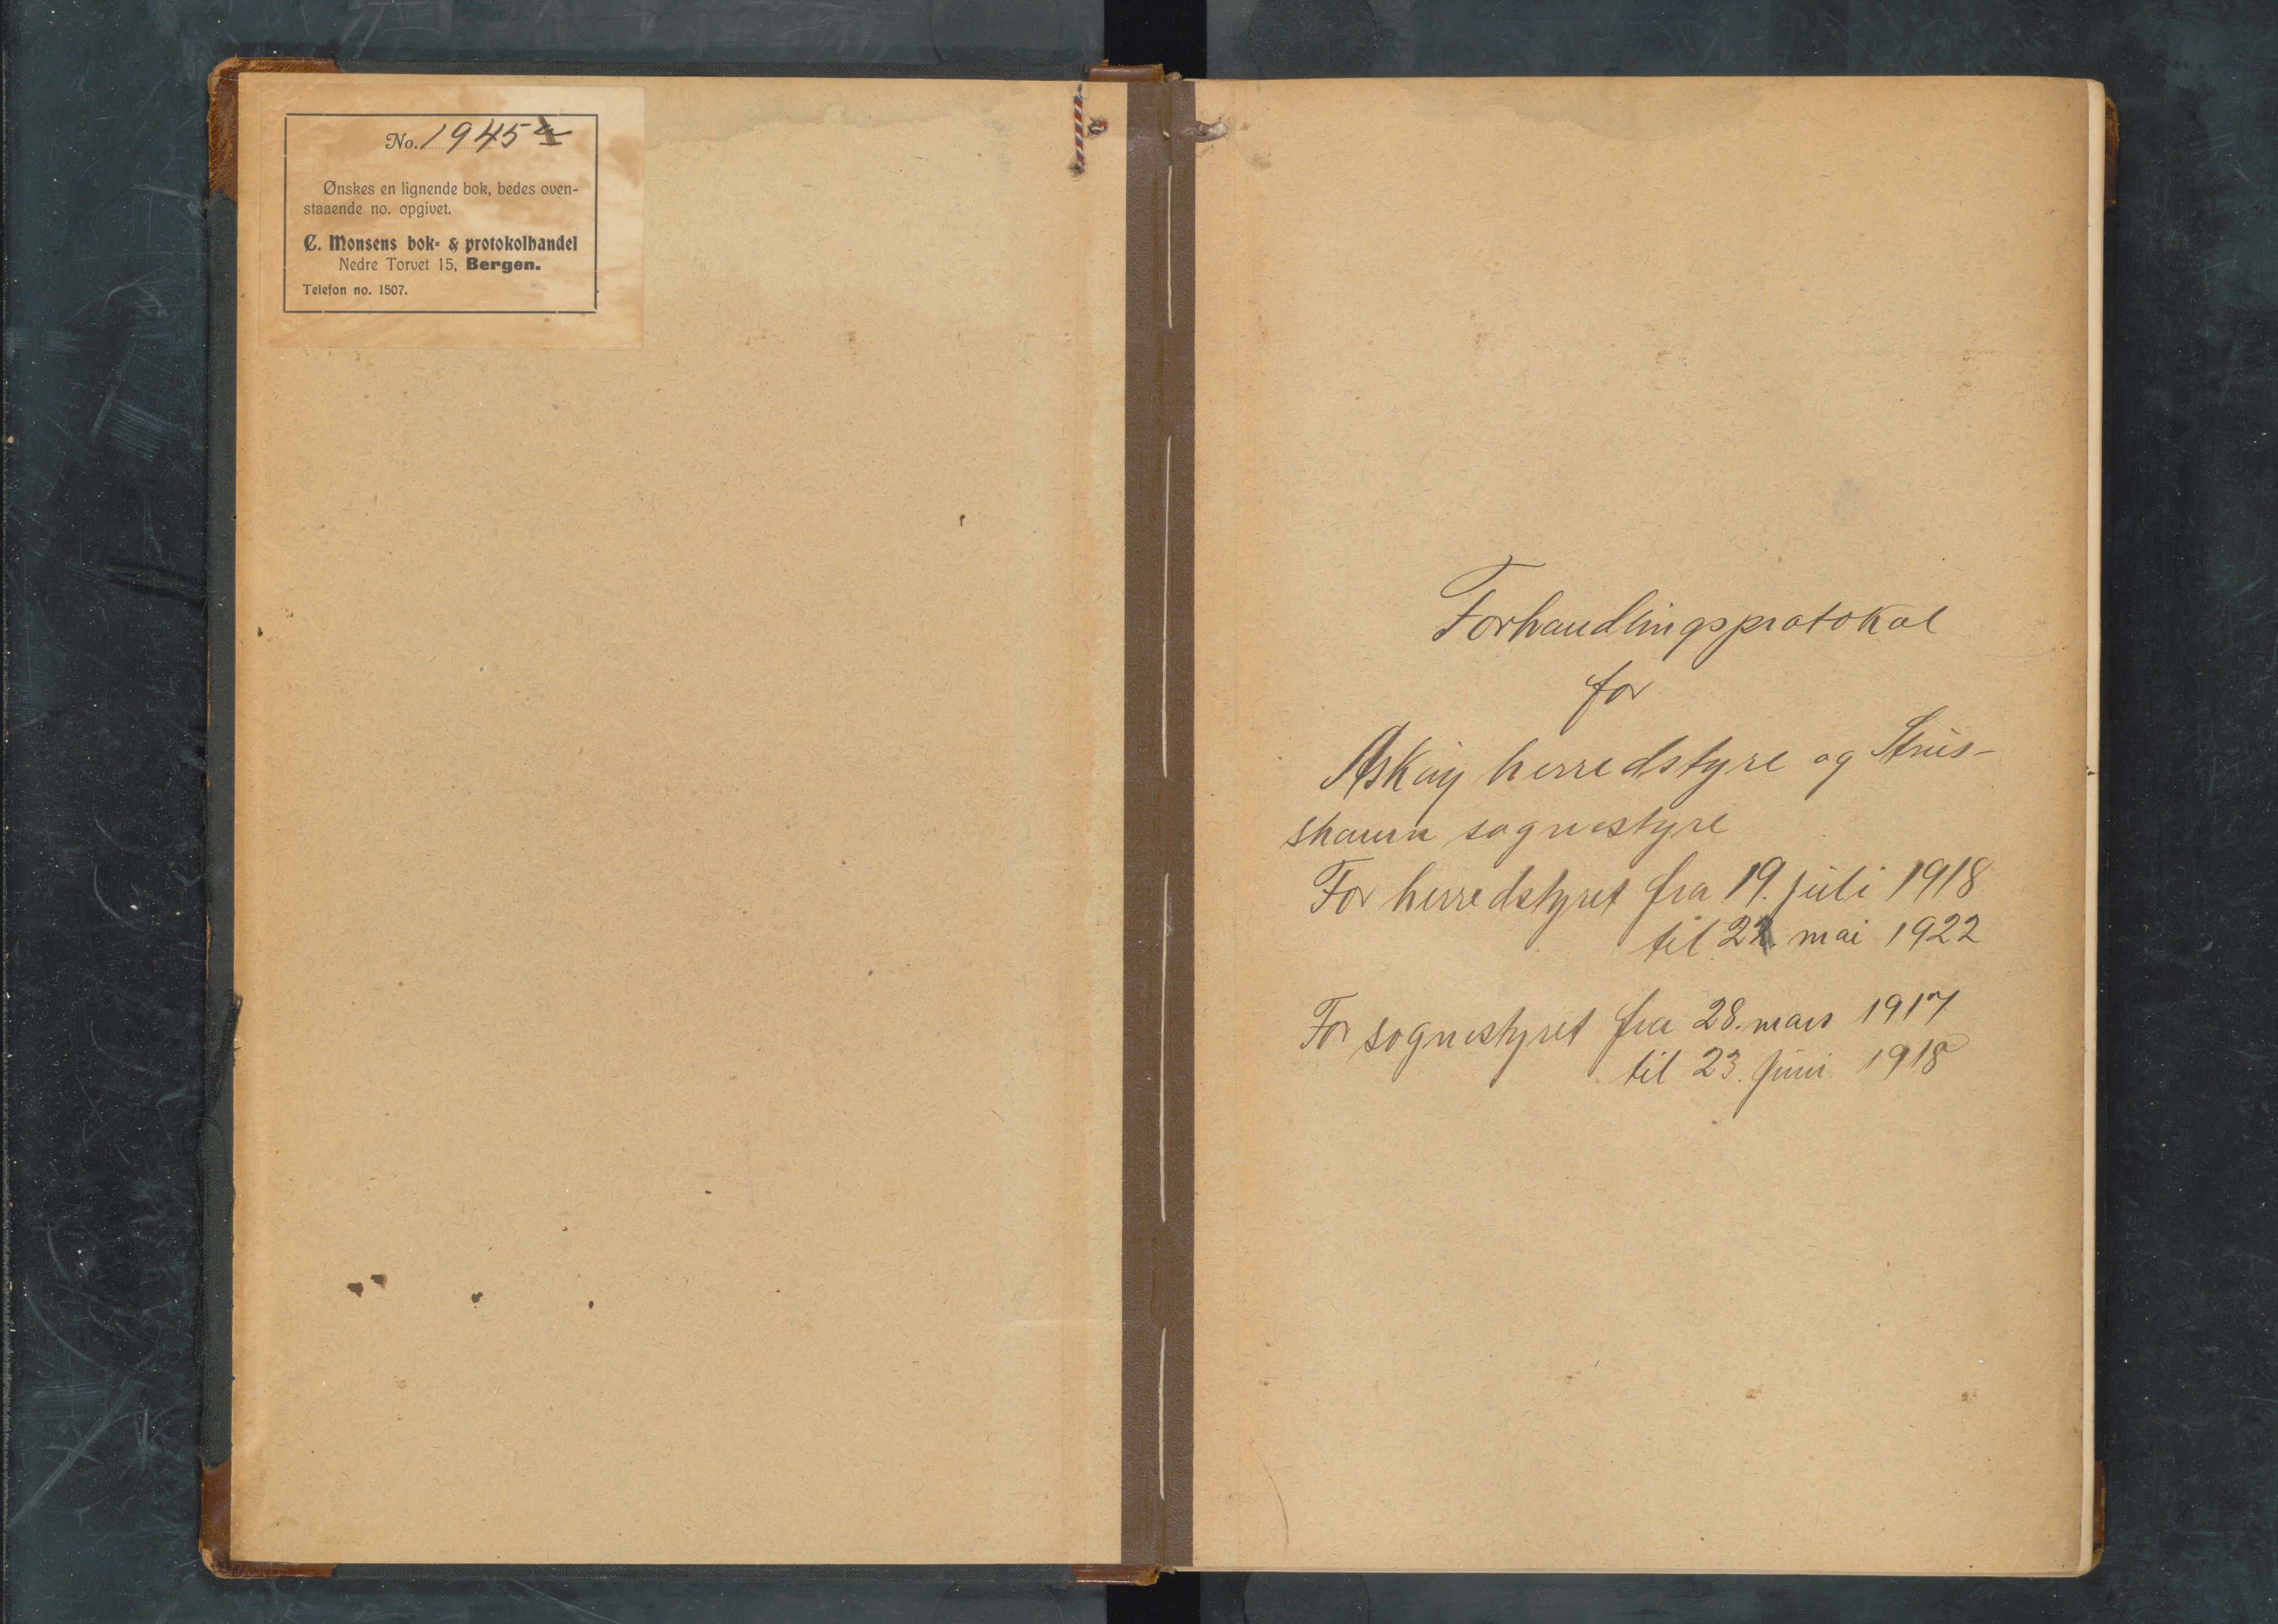 No. 1945
Ønskes en lignende bok, bedes oven-
staaende no. opgivet.
C. Monsens bok- & protokolhandel
Nedre Torvet 15, Bergen.
Telefon no. 1507.
Forhandlingsprotokol
for
Askøy herredstyre og Strus-
shamn sognestyre
For herredstyret fra 19. juli 1918
til mai 1922
For sognestyret fra 28. mars 1917
til 23. juni 1918